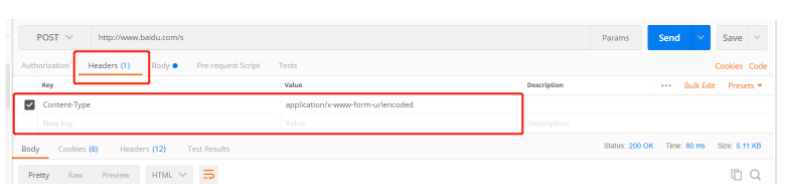 POST http://www.baidu.com/s Params Send Save
Authorization Headers (1) Body Pre-request Script Tests Cookies Code
Key Value Description ••• Bulk Edit Presets
Content-Type application/x-www-form-urlencoded
New key Value Description
Body Cookies (8) Headers (12) Test Results Status: 200 OK Time: 80 ms Size: 5.11 KB
Pretty Raw Preview HTML